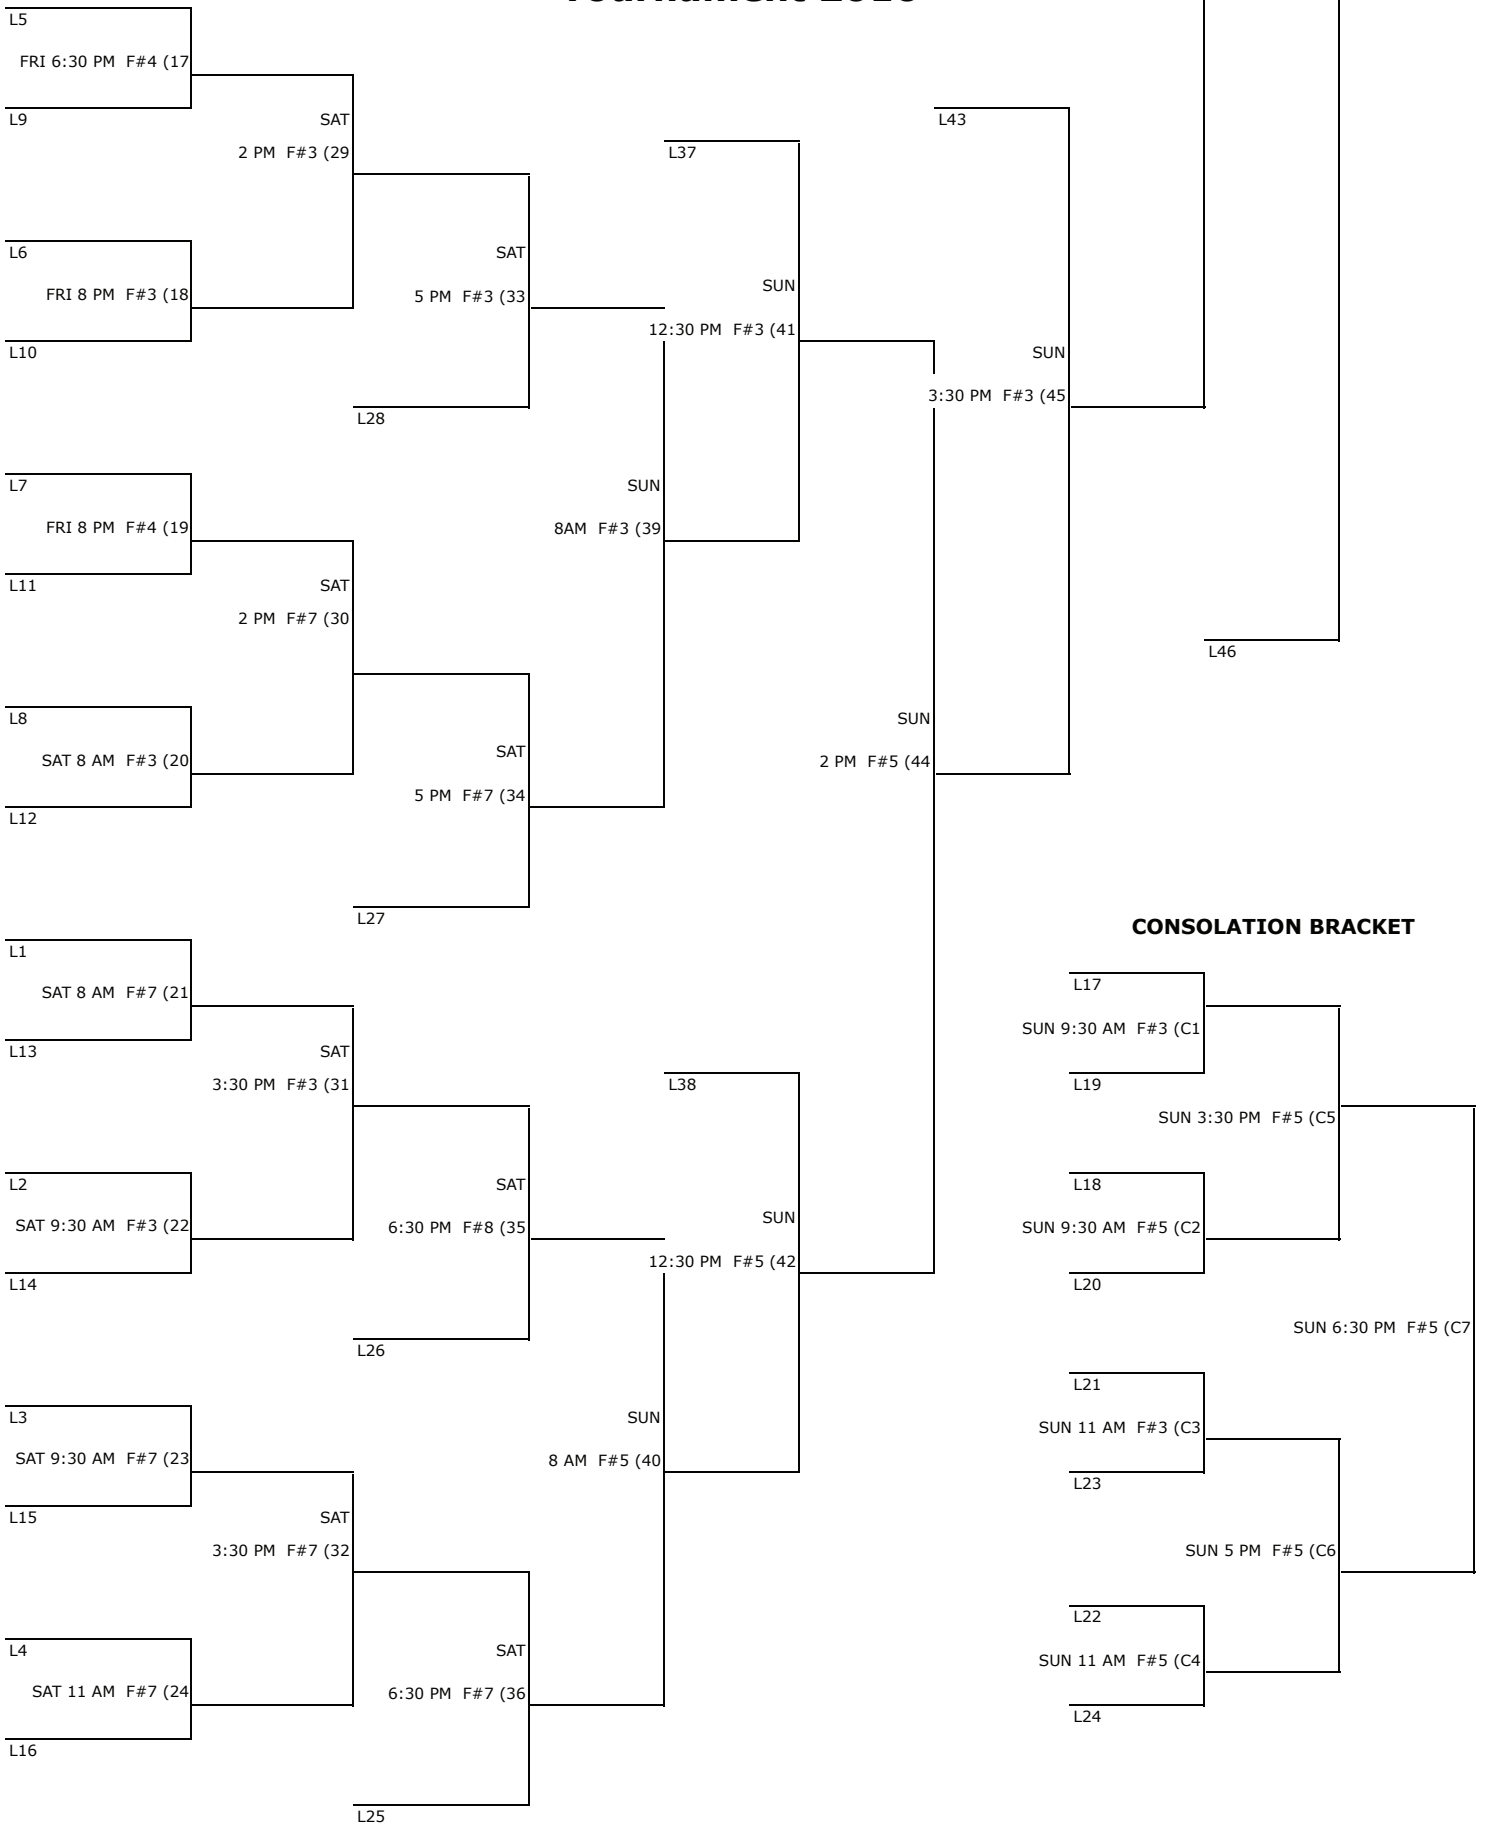 Tournament
L5
FRI 6:30 PM F#4 (17
L9
SAT
L43
2 PM F#3 (29
L37
L6
SAT
SUN
FRI 8 PM F#3 (18
5 PM F#3 (33
12:30 PM F#3 (41
L10
SUN
3:30 PM F#3 (45
L28
L7
SUN
FRI 8 PM F#4 (19
8AM F#3 (39
L11
SAT
2 PM F#7 (30
L46
L8
SUN
SAT
SAT 8 AM F#3 (20
2 PM F#5 (44
5 PM F#7 (34
L12
L27
CONSOLATION BRACKET
L1
L17
SAT 8 AM F#7 (21
SUN 9:30 AM F#3 (C1
L13
SAT
3:30 PM F#3 (31
L38
L19
SUN 3:30 PM F#5 (C5
L2
SAT
L18
SUN
SAT 9:30 AM F#3 (22
6:30 PM F#8 (35
SUN 9:30 AM F#5 (C2
12:30 PM F#5 (42
L14
L20
SUN 6:30 PM F#5 (C7
L26
L21
L3
SUN
SUN 11 AM F#3 (C3
SAT 9:30 AM F#7 (23
8 AM F#5 (40
L23
L15
SAT
3:30 PM F#7 (32
SUN 5 PM F#5 (C6
L22
L4
SAT
SUN 11 AM F#5 (C4
SAT 11 AM F#7 (24
6:30 PM F#7 (36
L24
L16
L25